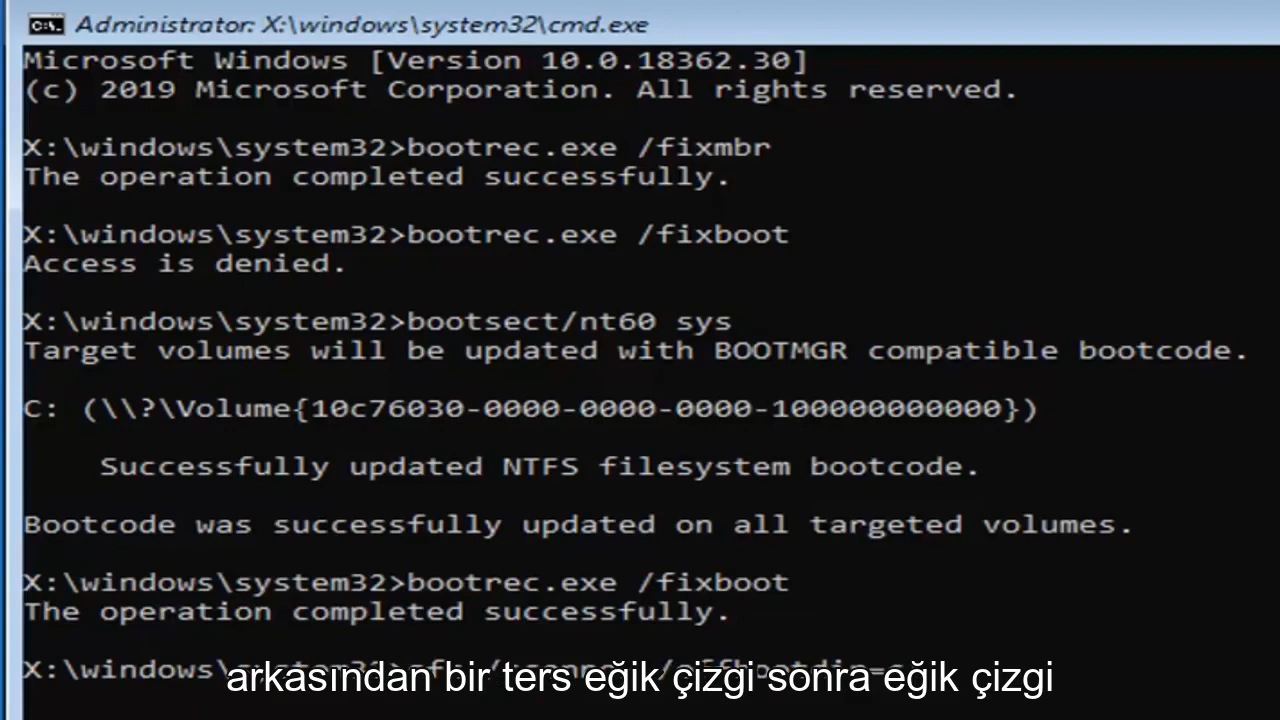 Administrator: X:\windows\system32\cmd.exe
Microsoft Windows [Version 10.0.18362.30]
(c) 2019 Microsoft Corporation. All rights reserved.
X:\windows\system32>bootrec.exe /fixmbr
The operation completed successfully.
X:\windows\system32>bootrec.exe /fixboot
Access is denied.
X:\windows\system32>bootsect/nt60 sys
Target volumes will be updated with BOOTMGR compatible bootcode.
C: (\\?\Volume{10c76030-0000-0000-0000-100000000000})
Successfully updated NTFS filesystem bootcode.
Bootcode was successfully updated on all targeted volumes.
X:\windows\system32>bootrec.exe /fixboot
The operation completed successfully.
X:\windows\system32>
arkasından bir ters eğik çizgi sonra eğik çizgi